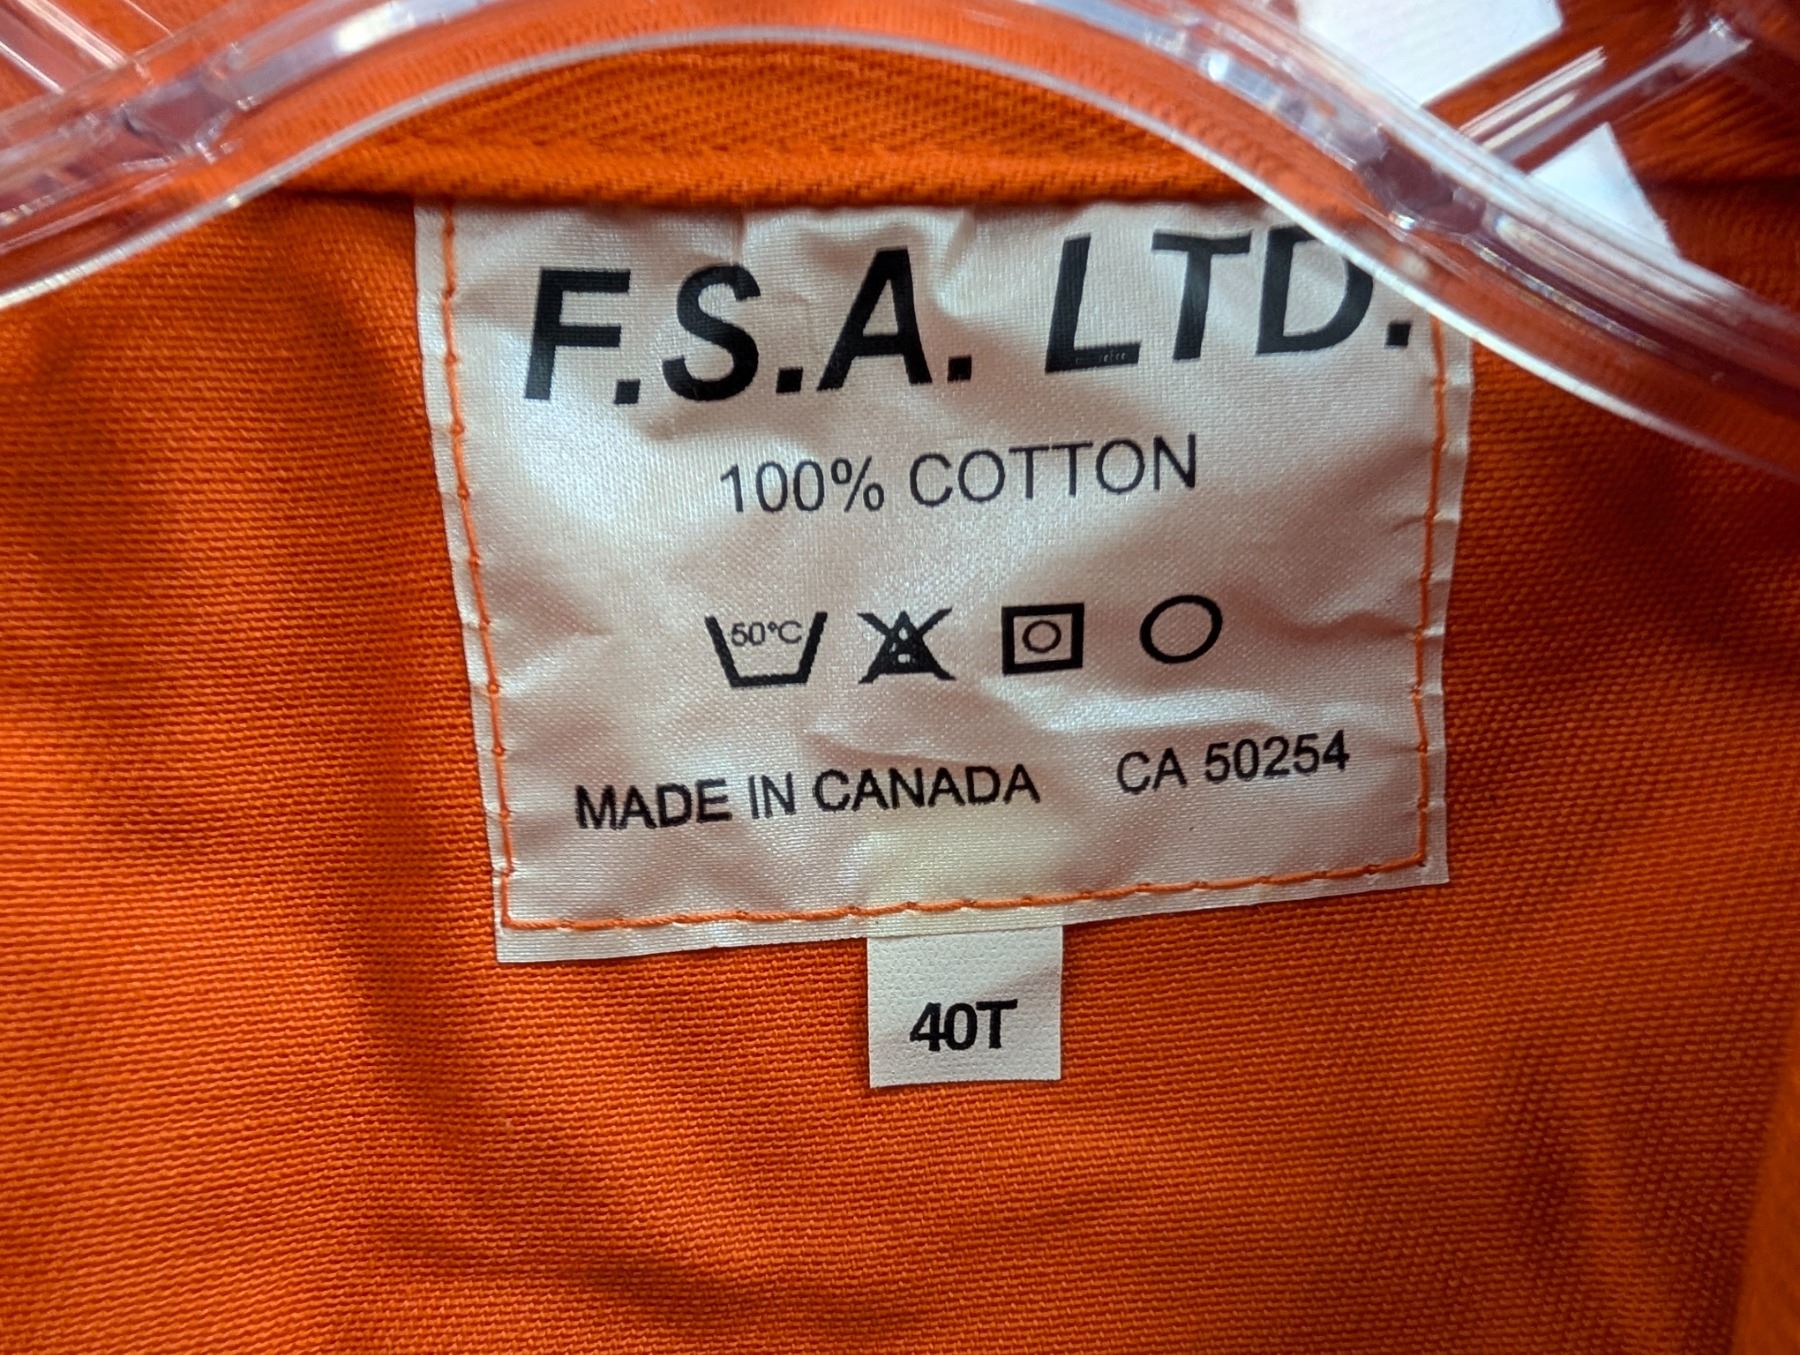 F.S.A. LTD.
100% COTTON
50°C
MADE IN CANADA CA 50254
40T